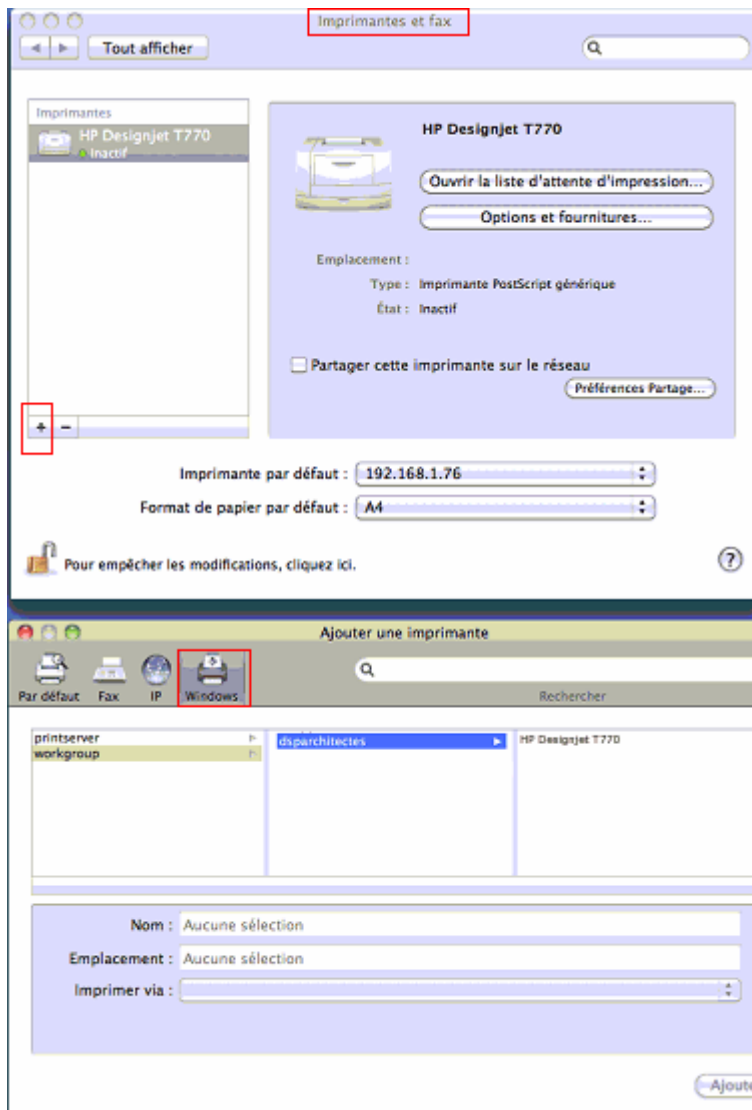 Imprimantes et fax
Tout afficher
Imprimantes
HP Designjet T770
Inactif
HP Designjet T770
Ouvrir la liste d'attente d'impression...
Options et fournitures...
Emplacement :
Type : Imprimante PostScript générique
État : Inactif
Partager cette imprimante sur le réseau
Préférences Partage...
+ −
Imprimante par défaut : 192.168.1.76
Format de papier par défaut : A4
Pour empêcher les modifications, cliquez ici.
?
Ajouter une imprimante
Par défaut Fax IP Windows
Rechercher
printserver
workgroup
dsparchitectes
HP Designjet T770
Nom : Aucune sélection
Emplacement : Aucune sélection
Imprimer via :
Ajoute